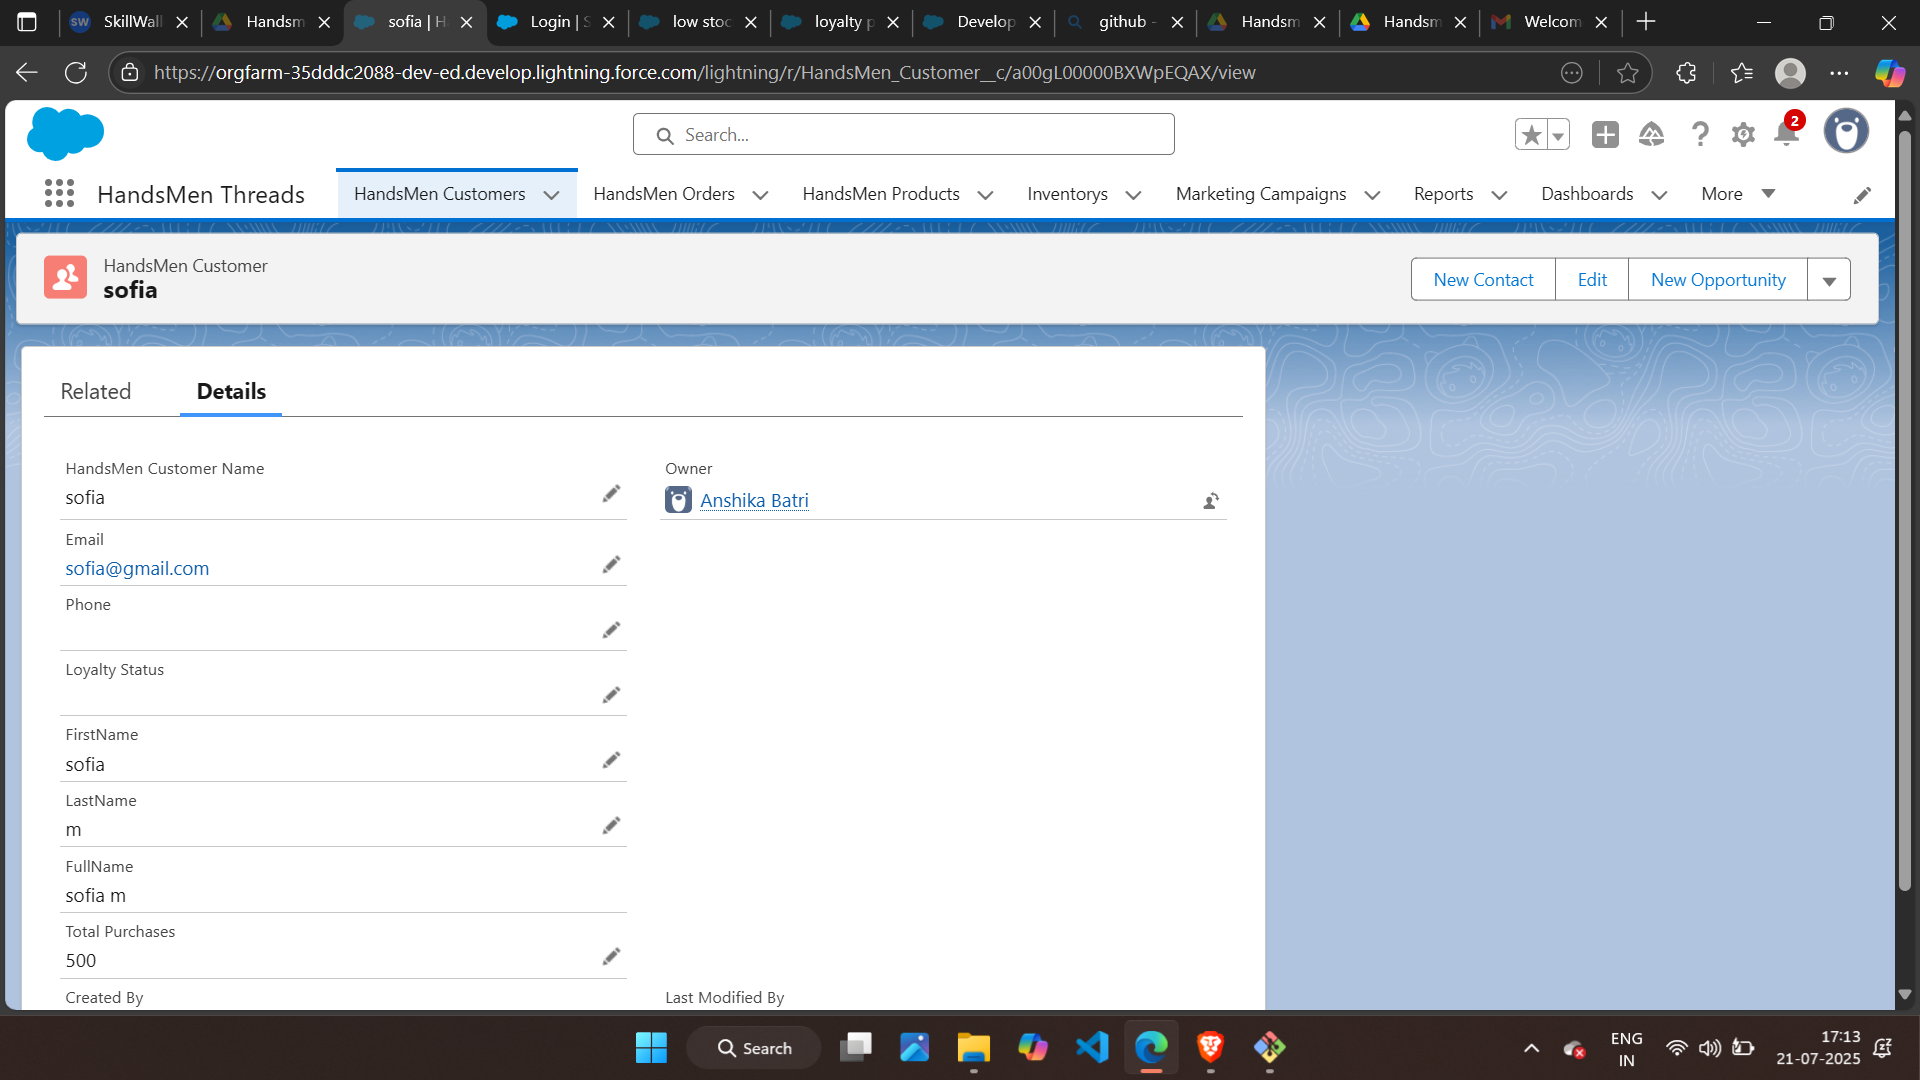 SW SkillWall
Handsm
sofia | H
Login | S
low stoc
loyalty p
Develop
github -
Handsm
Handsm
Welcom
https://orgfarm-35dddc2088-dev-ed.develop.lightning.force.com/lightning/r/HandsMen_Customer__c/a00gL00000BXWpEQAX/view
Search...
2
HandsMen Threads
HandsMen Customers
HandsMen Orders
HandsMen Products
Inventorys
Marketing Campaigns
Reports
Dashboards
More
HandsMen Customer
sofia
New Contact
Edit
New Opportunity
Related
Details
HandsMen Customer Name
sofia
Owner
Anshika Batri
Email
sofia@gmail.com
Phone
Loyalty Status
FirstName
sofia
LastName
m
FullName
sofia m
Total Purchases
500
Created By
Last Modified By
Search
ENG
IN
17:13
21-07-2025